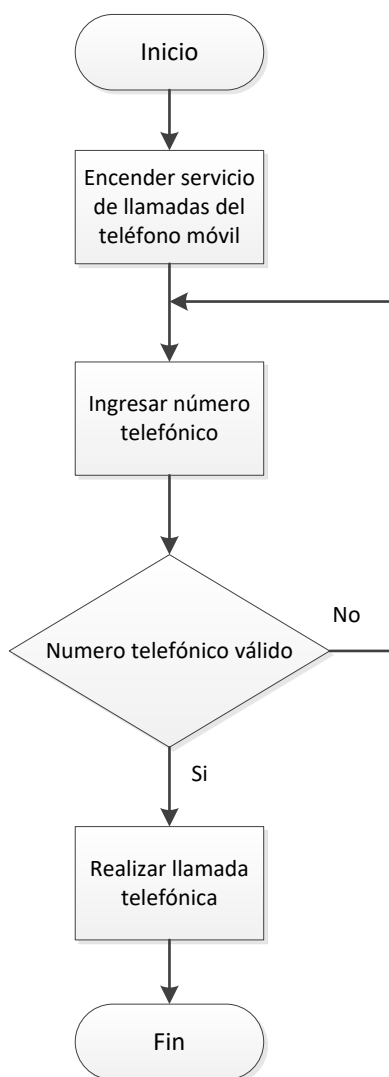 Inicio
Encender servicio
de llamadas del
teléfono móvil
Ingresar número
telefónico
Numero telefónico válido
No
Si
Realizar llamada
telefónica
Fin